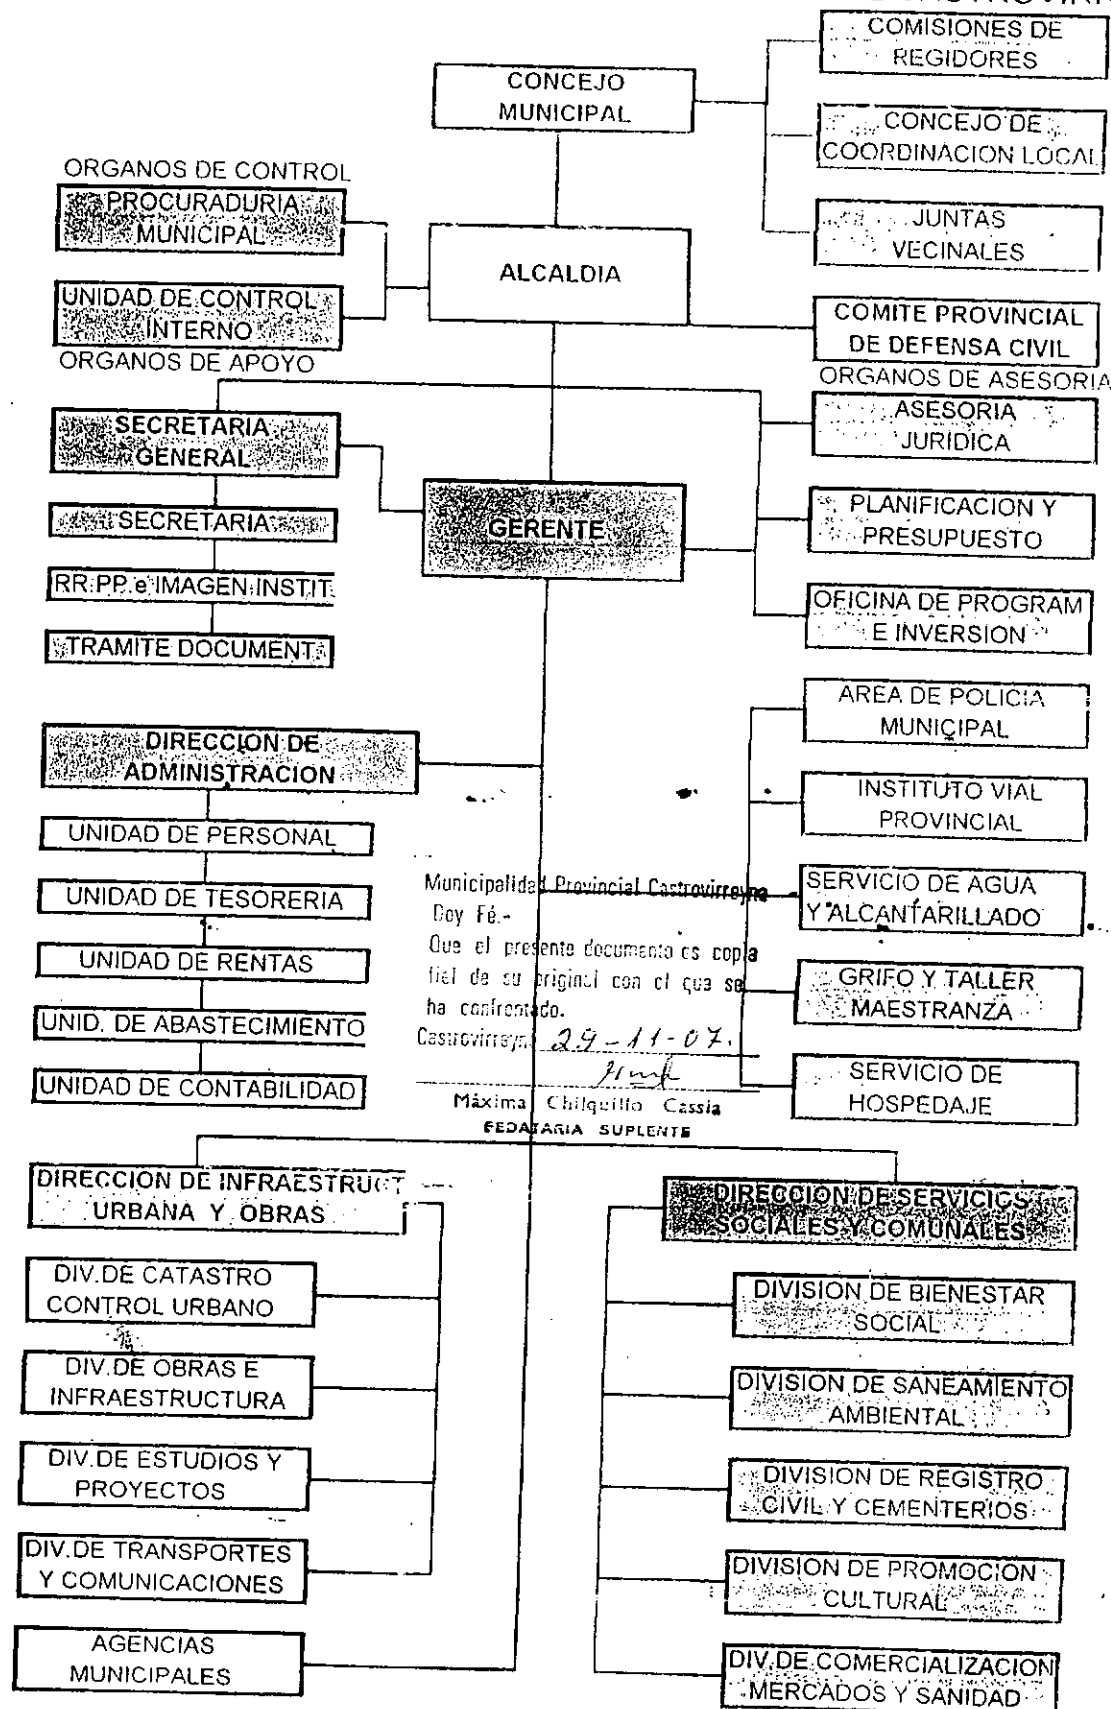 COMISIONES DE
REGIDORES
CONCEJO
MUNICIPAL
CONCEJO DE
COORDINACION LOCAL
ORGANOS DE CONTROL
PROCURADURIA
MUNICIPAL
JUNTAS
VECINALES
ALCALDIA
UNIDAD DE CONTROL
INTERNO
COMITE PROVINCIAL
DE DEFENSA CIVIL
ORGANOS DE APOYO
ORGANOS DE ASESORIA
SECRETARIA
GENERAL
ASESORIA
JURIDICA
GERENTE
SECRETARIA
PLANIFICACION Y
PRESUPUESTO
RR.PP.e IMAGEN INSTIT.
OFICINA DE PROGRAM
E INVERSION
TRAMITE DOCUMENT
AREA DE POLICIA
MUNICIPAL
DIRECCION DE
ADMINISTRACION
INSTITUTO VIAL
PROVINCIAL
UNIDAD DE PERSONAL
UNIDAD DE TESORERIA
SERVICIO DE AGUA
Y ALCANTARILLADO
UNIDAD DE RENTAS
GRIFO Y TALLER
MAESTRANZA
UNID. DE ABASTECIMIENTO
UNIDAD DE CONTABILIDAD
SERVICIO DE
HOSPEDAJE
Municipalidad Provincial Castrovirreyna
Doy Fé.-
Que el presente documento es copia
fiel de su original con el que se
ha confrontado.
Castrovirreyn 29-11-07.
Máxima Chilquillo Cassia
FEDATARIA SUPLENTE
DIRECCION DE INFRAESTRUCT
URBANA Y OBRAS
DIRECCION DE SERVICIOS
SOCIALES Y COMUNALES
DIV.DE CATASTRO
CONTROL URBANO
DIVISION DE BIENESTAR
SOCIAL
DIV.DE OBRAS E
INFRAESTRUCTURA
DIVISION DE SANEAMIENTO
AMBIENTAL
DIV.DE ESTUDIOS Y
PROYECTOS
DIVISION DE REGISTRO
CIVIL Y CEMENTERIOS
DIV.DE TRANSPORTES
Y COMUNICACIONES
DIVISION DE PROMOCION
CULTURAL
AGENCIAS
MUNICIPALES
DIV.DE COMERCIALIZACION
MERCADOS Y SANIDAD